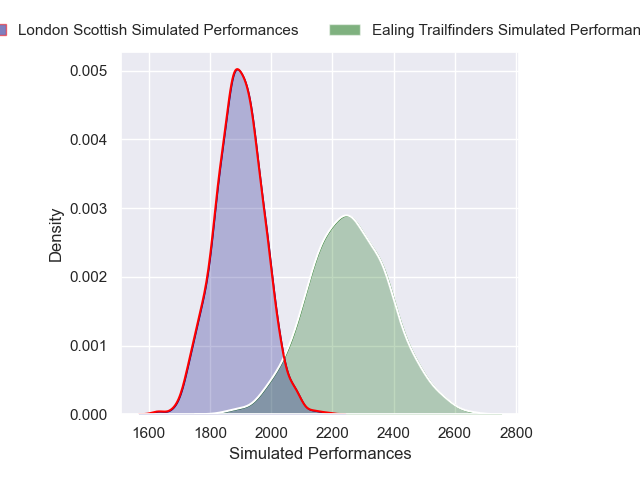 London Scottish Simulated Performances Ealing Trailfinders Simulated Performan
0.005
0.004
0.003
0.002
0.001
0.000
Density
1600 1800 2000 2200 2400 2600 2800
Simulated Performances